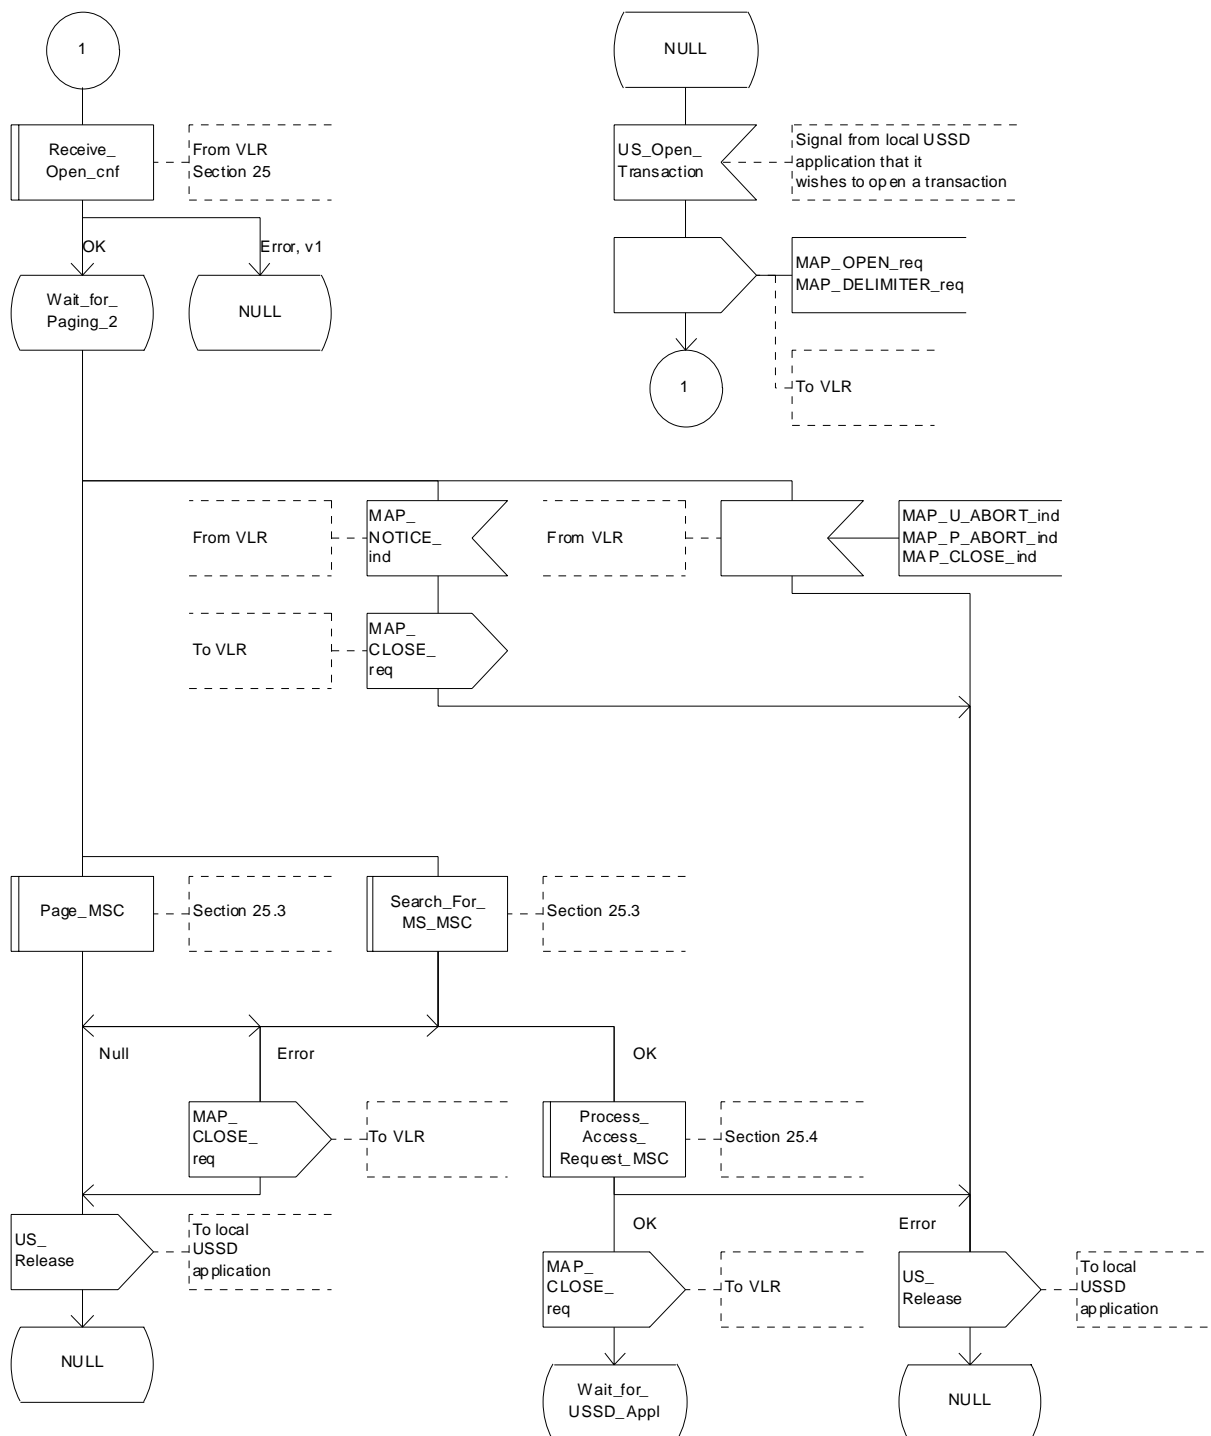 1
NULL
Receive_
Open_cnf
From VLR
Section 25
US_Open_
Transaction
Signal from local USSD
application that it
wishes to open a transaction
OK
Error, v1
Wait_for_
Paging_2
NULL
MAP_OPEN_req
MAP_DELIMITER_req
1
To VLR
From VLR
MAP_
NOTICE_
ind
From VLR
MAP_U_ABORT_ind
MAP_P_ABORT_ind
MAP_CLOSE_ind
To VLR
MAP_
CLOSE_
req
Page_MSC
Section 25.3
Search_For_
MS_MSC
Section 25.3
Null
Error
OK
MAP_
CLOSE_
req
To VLR
Process_
Access_
Request_MSC
Section 25.4
US_
Release
To local
USSD
application
OK
Error
MAP_
CLOSE_
req
To VLR
US_
Release
To local
USSD
application
NULL
Wait_for_
USSD_Appl
NULL